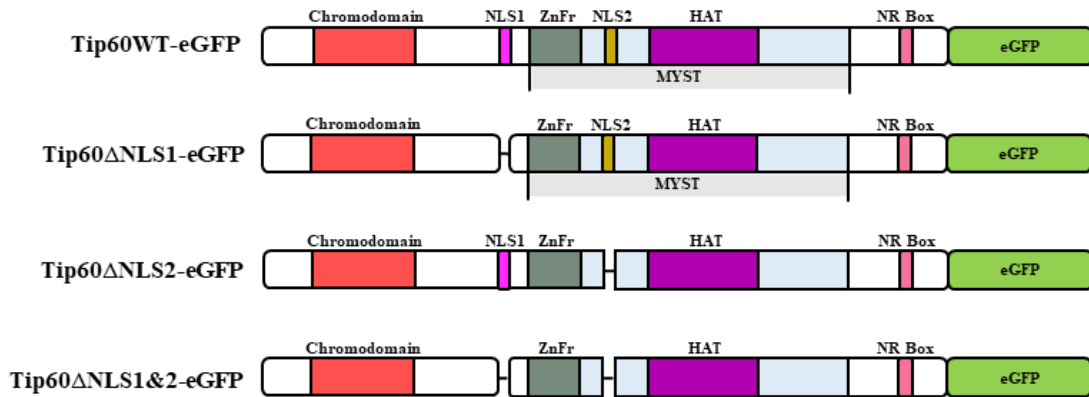 Chromodomain NLS1 ZnFr NLS2 HAT NR Box
Tip60WT-eGFP eGFP
MYST
Chromodomain ZnFr NLS2 HAT NR Box
Tip60ΔNLS1-eGFP eGFP
MYST
Chromodomain NLS1 ZnFr HAT NR Box
Tip60ΔNLS2-eGFP eGFP
Chromodomain ZnFr HAT NR Box
Tip60ΔNLS1&2-eGFP eGFP